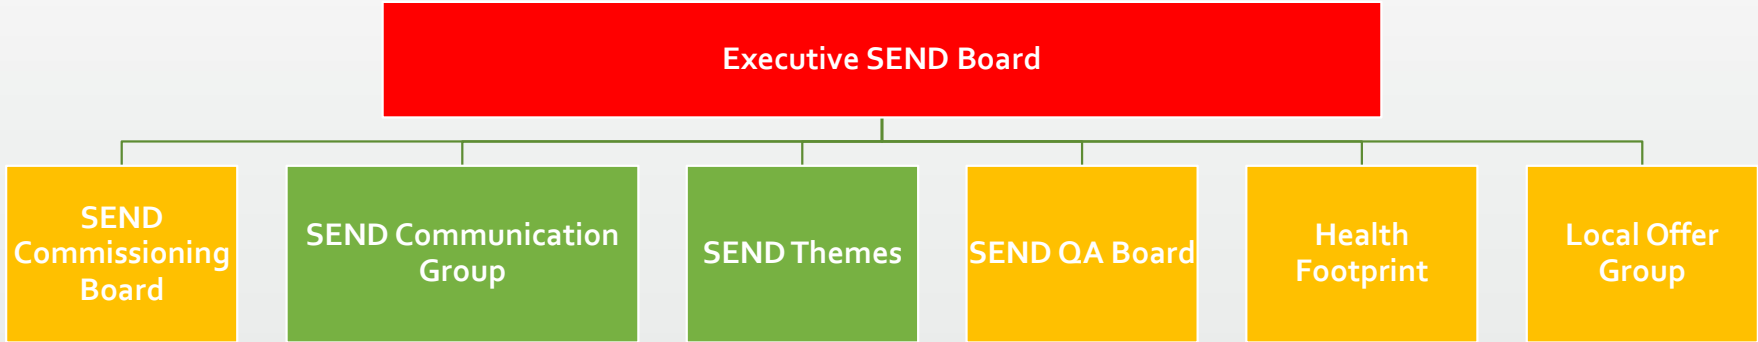 Executive SEND Board
SEND
Commissioning
Board
SEND Communication
Group
SEND Themes
SEND QA Board
Health
Footprint
Local Offer
Group